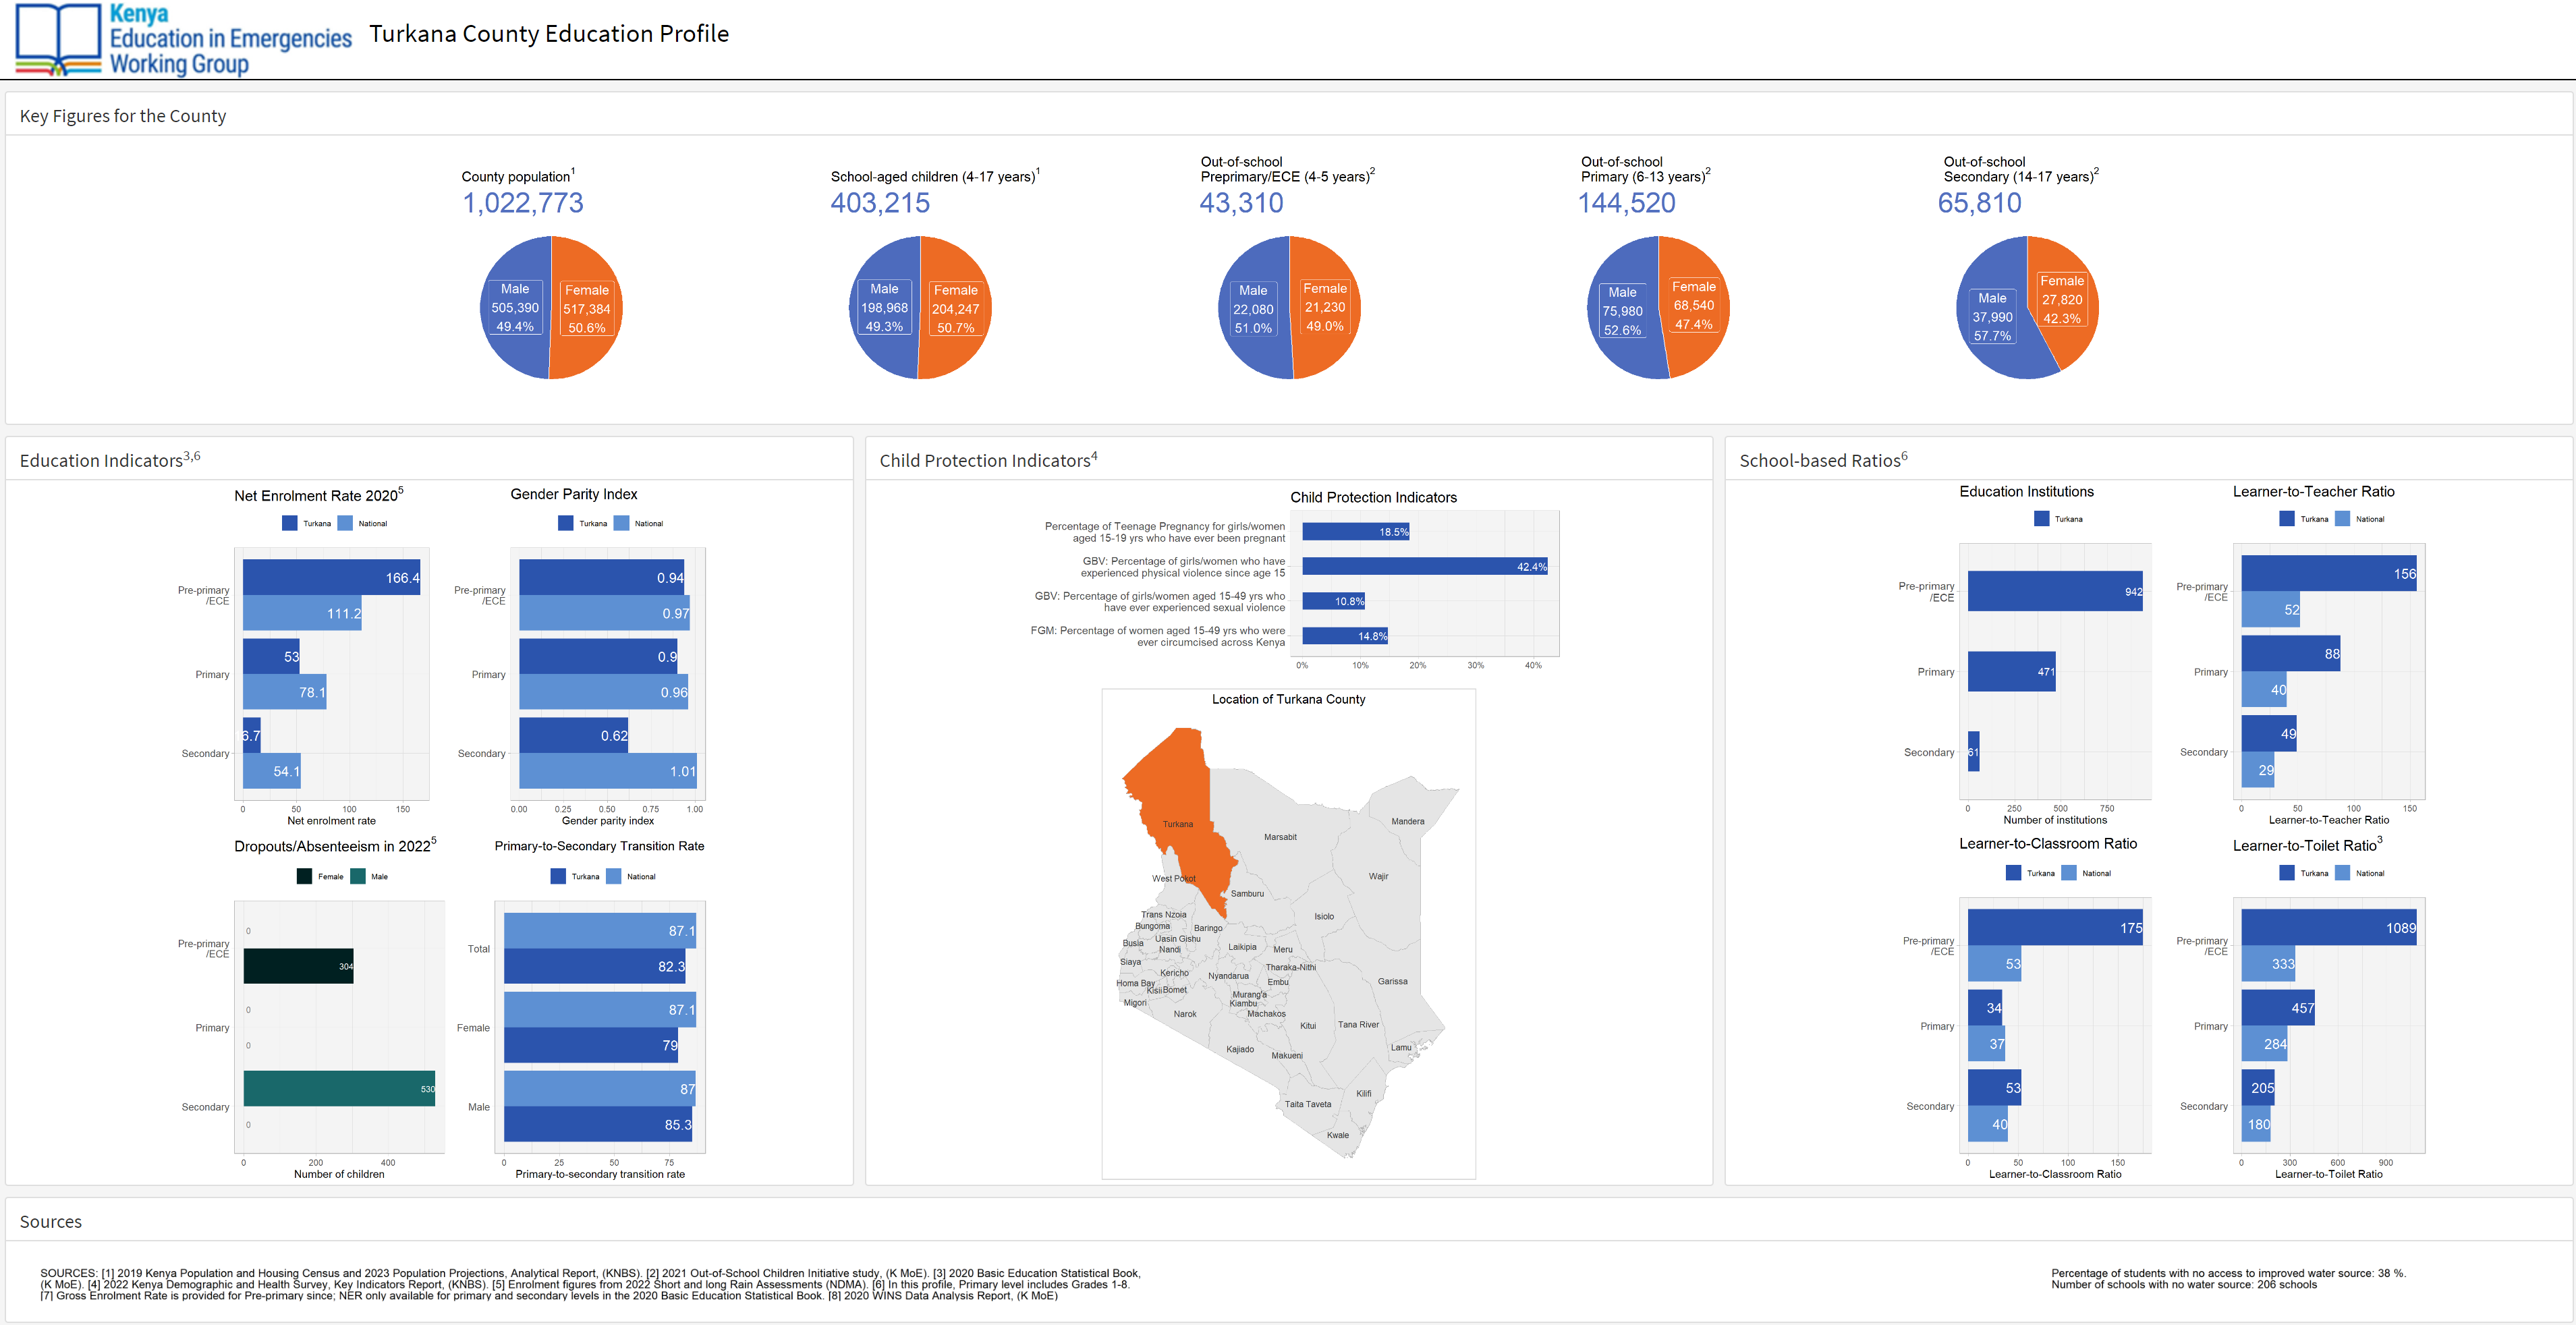 Kenya
Education in Emergencies
Working Group
Turkana County Education Profile
Key Figures for the County
County population1
1,022,773
Male
505,390
49.4%
Female
517,384
50.6%
School-aged children (4-17 years)1
403,215
Male
198,968
49.3%
Female
204,247
50.7%
Out-of-school
Preprimary/ECE (4-5 years)2
43,310
Male
22,080
51.0%
Female
21,230
49.0%
Out-of-school
Primary (6-13 years)2
144,520
Male
75,980
52.6%
Female
68,540
47.4%
Out-of-school
Secondary (14-17 years)2
65,810
Male
37,990
57.7%
Female
27,820
42.3%
Education Indicators3,6
Net Enrolment Rate 20205
Turkana National
Pre-primary
/ECE
166.4
111.2
Primary
53
78.1
Secondary
6.7
54.1
0 50 100 150
Net enrolment rate
Gender Parity Index
Turkana National
Pre-primary
/ECE
0.94
0.97
Primary
0.9
0.96
Secondary
0.62
1.01
0.00 0.25 0.50 0.75 1.00
Gender parity index
Dropouts/Absenteeism in 20225
Female Male
Pre-primary
/ECE
0
304
Primary
0
0
Secondary
530
0
0 200 400
Number of children
Primary-to-Secondary Transition Rate
Turkana National
Total
87.1
82.3
Female
87.1
79
Male
87
85.3
0 25 50 75
Primary-to-secondary transition rate
Child Protection Indicators4
Child Protection Indicators
Percentage of Teenage Pregnancy for girls/women
aged 15-19 yrs who have ever been pregnant
18.5%
GBV: Percentage of girls/women who have
experienced physical violence since age 15
42.4%
GBV: Percentage of girls/women aged 15-49 yrs who
have ever experienced sexual violence
10.8%
FGM: Percentage of women aged 15-49 yrs who were
ever circumcised across Kenya
14.8%
0% 10% 20% 30% 40%
Location of Turkana County
Turkana
Marsabit
Mandera
West Pokot
Samburu
Wajir
Trans Nzoia
Isiolo
Bungoma
Baringo
Busia
Uasin Gishu
Nandi
Laikipia
Meru
Siaya
Kericho
Nyandarua
Tharaka-Nithi
Embu
Garissa
Homa Bay
Kisii
Bomet
Murang'a
Migori
Kiambu
Narok
Machakos
Kitui
Tana River
Kajiado
Makueni
Lamu
Kilifi
Taita Taveta
Kwale
School-based Ratios6
Education Institutions
Turkana
Pre-primary
/ECE
942
Primary
471
Secondary
61
0 250 500 750
Number of institutions
Learner-to-Teacher Ratio
Turkana National
Pre-primary
/ECE
156
52
Primary
88
40
Secondary
49
29
0 50 100 150
Learner-to-Teacher Ratio
Learner-to-Classroom Ratio
Turkana National
Pre-primary
/ECE
175
53
Primary
34
37
Secondary
53
40
0 50 100 150
Learner-to-Classroom Ratio
Learner-to-Toilet Ratio3
Turkana National
Pre-primary
/ECE
1089
333
Primary
457
284
Secondary
205
180
0 300 600 900
Learner-to-Toilet Ratio
Sources
SOURCES: [1] 2019 Kenya Population and Housing Census and 2023 Population Projections, Analytical Report, (KNBS). [2] 2021 Out-of-School Children Initiative study, (K MoE). [3] 2020 Basic Education Statistical Book,
(K MoE). [4] 2022 Kenya Demographic and Health Survey, Key Indicators Report, (KNBS). [5] Enrolment figures from 2022 Short and long Rain Assessments (NDMA). [6] In this profile, Primary level includes Grades 1-8.
[7] Gross Enrolment Rate is provided for Pre-primary since; NER only available for primary and secondary levels in the 2020 Basic Education Statistical Book. [8] 2020 WINS Data Analysis Report, (K MoE)
Percentage of students with no access to improved water source: 38 %.
Number of schools with no water source: 206 schools